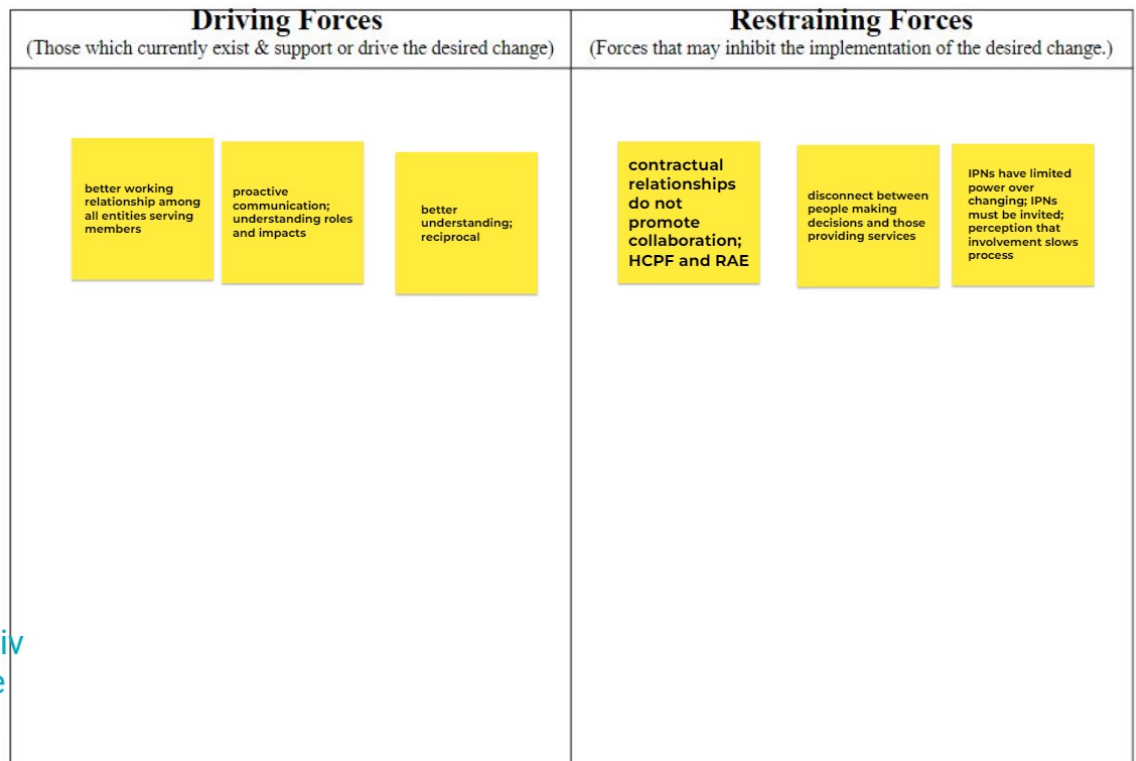 Driving Forces
(Those which currently exist & support or drive the desired change)
Restraining Forces
(Forces that may inhibit the implementation of the desired change.)
better working
relationship among
all entities serving
members
proactive
communication;
understanding roles
and impacts
better
understanding;
reciprocal
contractual
relationships
do not
promote
collaboration;
HCPF and RAE
disconnect between
people making
decisions and those
providing services
IPNs have limited
power over
changing; IPNs
must be invited;
perception that
involvement slows
process
iv
e